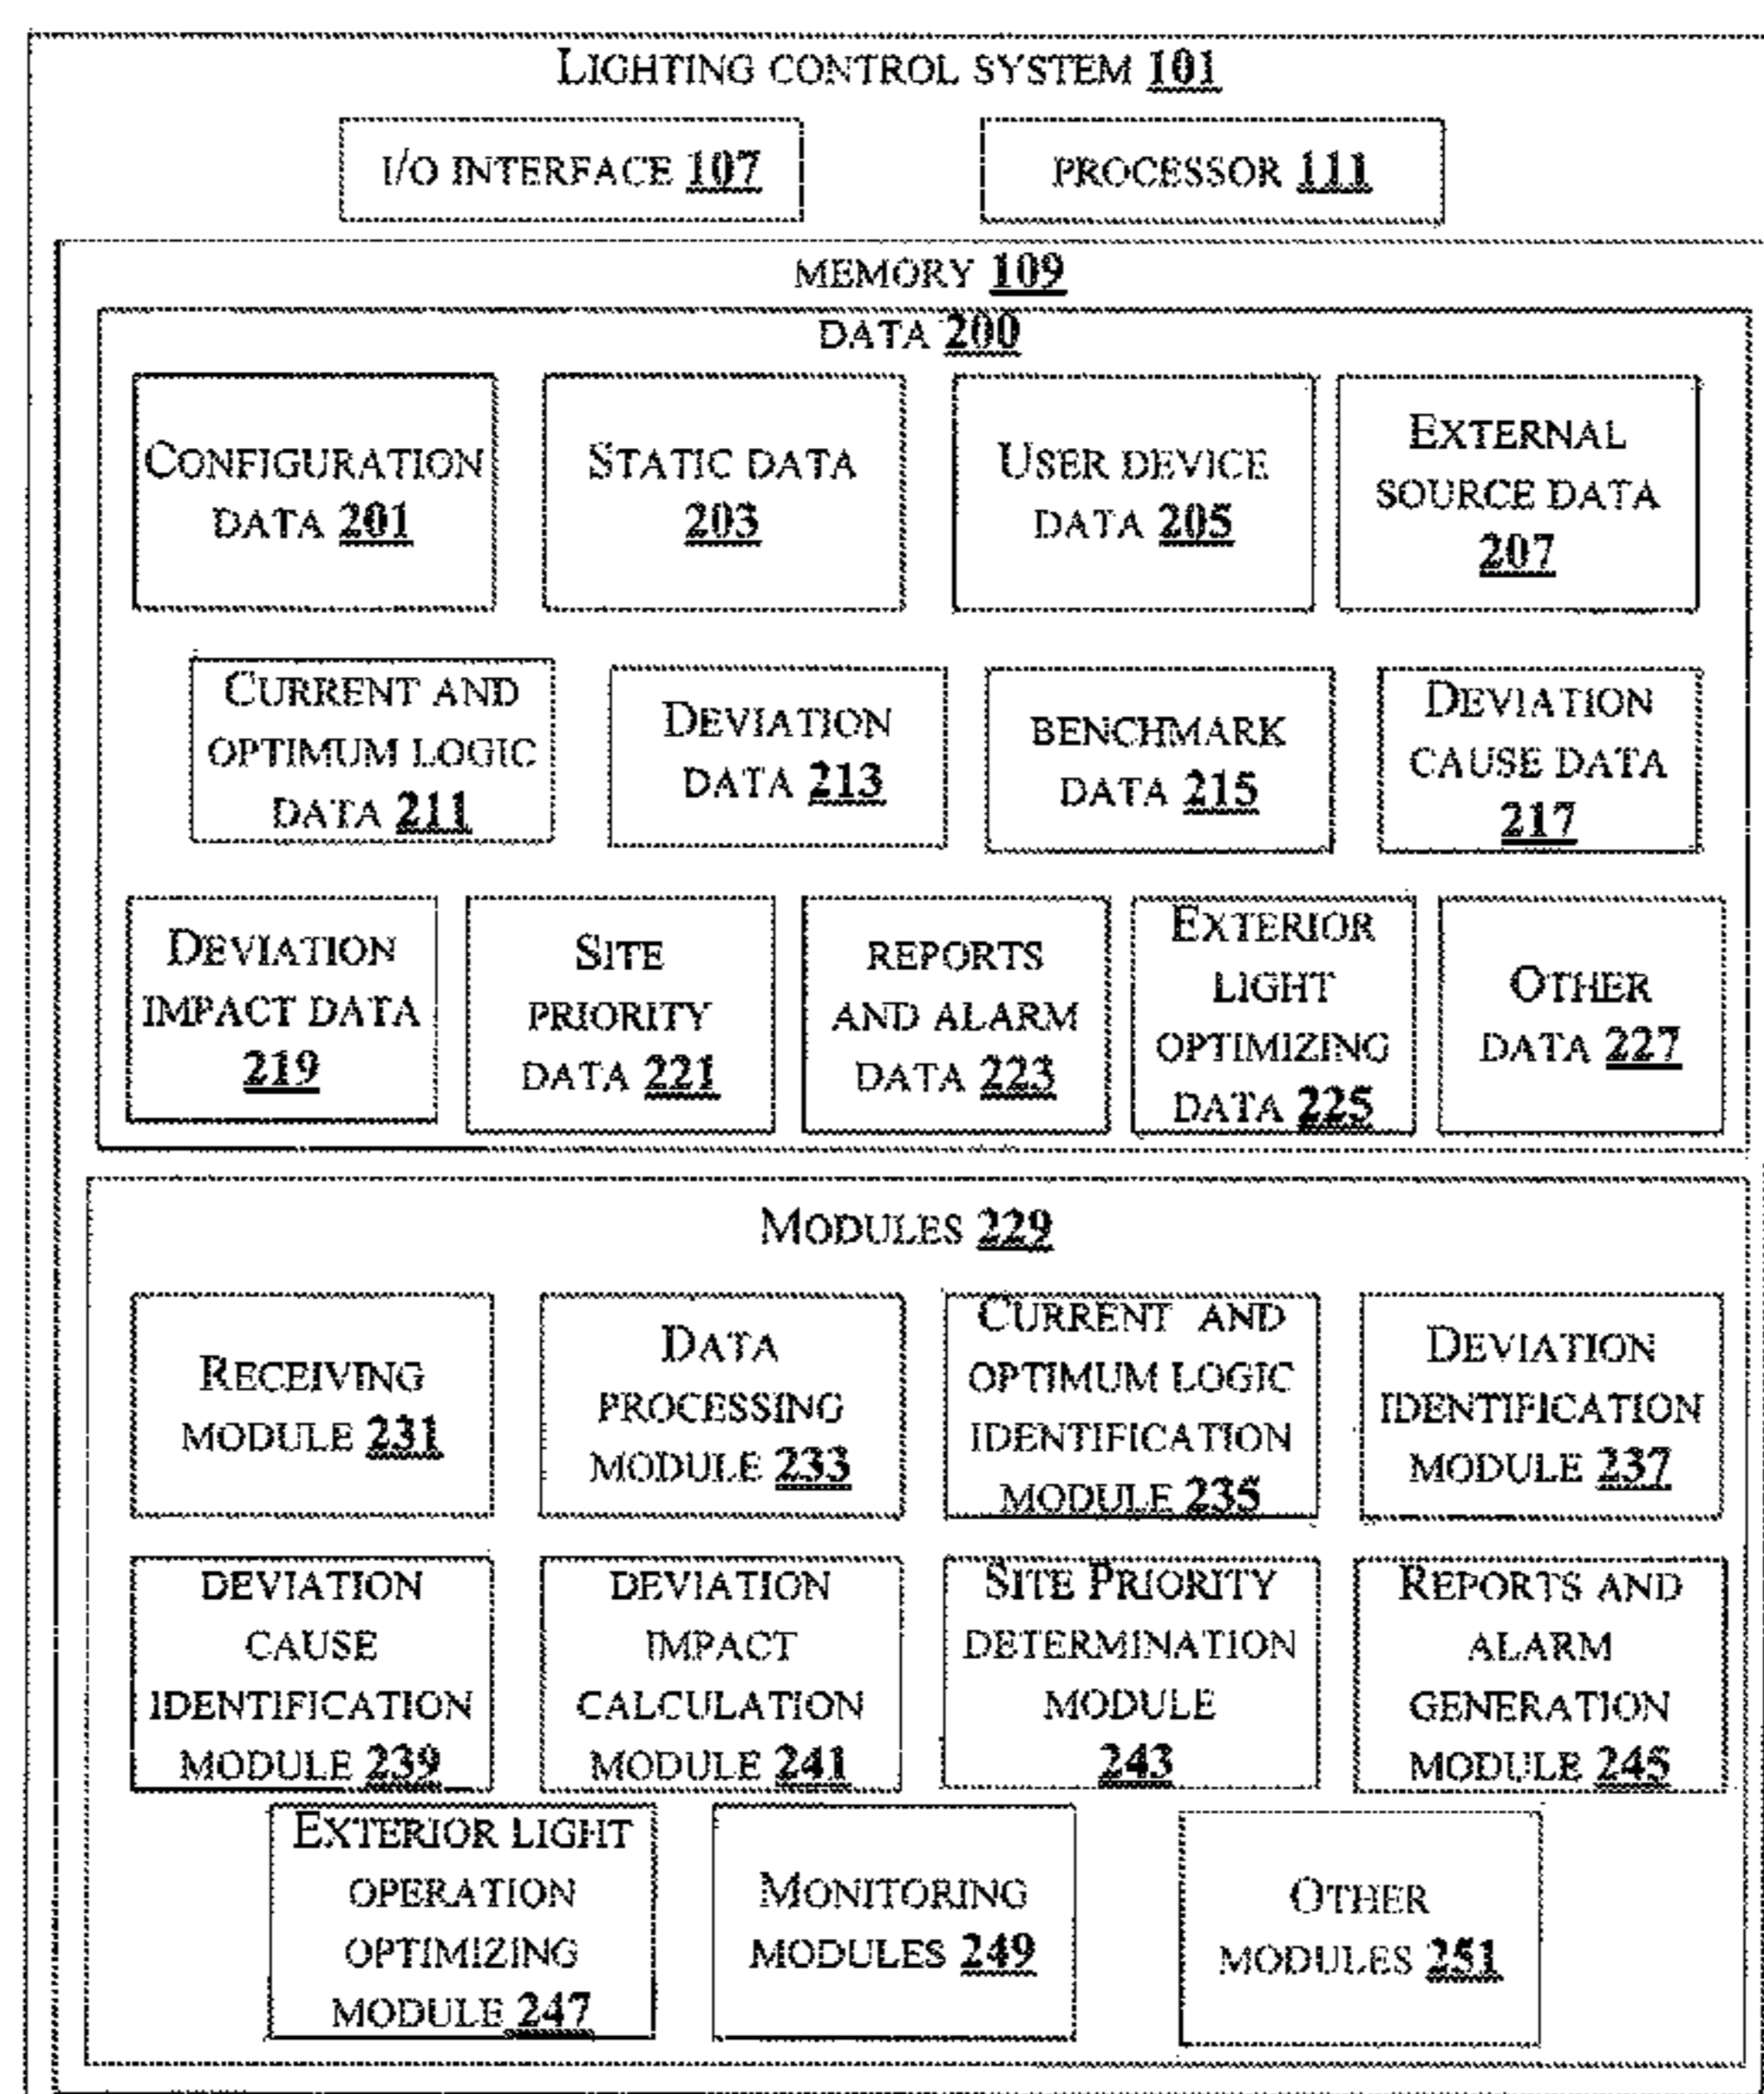 LIGHTING CONTROL SYSTEM 101
I/O INTERFACE 107
PROCESSOR 111
MEMORY 109
DATA 200
CONFIGURATION
DATA 201
STATIC DATA
203
USER DEVICE
DATA 205
EXTERNAL
SOURCE DATA
207
CURRENT AND
OPTIMUM LOGIC
DATA 211
DEVIATION
DATA 213
BENCHMARK
DATA 215
DEVIATION
CAUSE DATA
217
DEVIATION
IMPACT DATA
219
SITE
PRIORITY
DATA 221
REPORTS
AND ALARM
DATA 223
EXTERIOR
LIGHT
OPTIMIZING
DATA 225
OTHER
DATA 227
MODULES 229
RECEIVING
MODULE 231
DATA
PROCESSING
MODULE 233
CURRENT AND
OPTIMUM LOGIC
IDENTIFICATION
MODULE 235
DEVIATION
IDENTIFICATION
MODULE 237
DEVIATION
CAUSE
IDENTIFICATION
MODULE 239
DEVIATION
IMPACT
CALCULATION
MODULE 241
SITE PRIORITY
DETERMINATION
MODULE
243
REPORTS AND
ALARM
GENERATION
MODULE 245
EXTERIOR LIGHT
OPERATION
OPTIMIZING
MODULE 247
MONITORING
MODULES 249
OTHER
MODULES 251